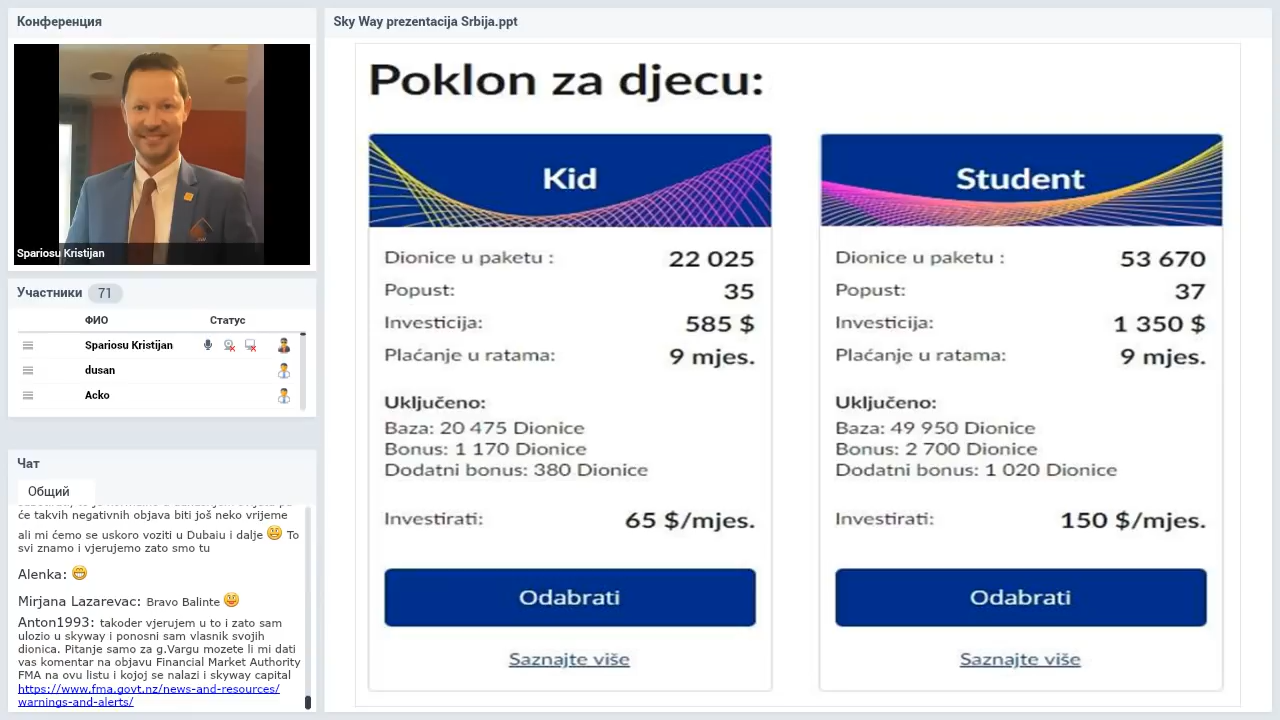 Конференция
Spariosu Kristijan
Участники 71
ФИО Статус
Spariosu Kristijan
dusan
Acko
Чат
Общий
će takvih negativnih objava biti još neko vrijeme
ali mi ćemo se uskoro voziti u Dubaiu i dalje 😀 To
svi znamo i vjerujemo zato smo tu
Alenka: 😁
Mirjana Lazarevac: Bravo Balinte 😀
Anton1993: takoder vjerujem u to i zato sam
ulozio u skyway i ponosni sam vlasnik svojih
dionica. Pitanje samo za g.Vargu mozete li mi dati
vas komentar na objavu Financial Market Authority
FMA na ovu listu i kojoj se nalazi i skyway capital
https://www.fma.govt.nz/news-and-resources/
warnings-and-alerts/
Sky Way prezentacija Srbija.ppt
Poklon za djecu:
Kid
Dionice u paketu : 22 025
Popust: 35
Investicija: 585 $
Plaćanje u ratama: 9 mjes.
Uključeno:
Baza: 20 475 Dionice
Bonus: 1 170 Dionice
Dodatni bonus: 380 Dionice
Investirati: 65 $/mjes.
Odabrati
Saznajte više
Student
Dionice u paketu : 53 670
Popust: 37
Investicija: 1 350 $
Plaćanje u ratama: 9 mjes.
Uključeno:
Baza: 49 950 Dionice
Bonus: 2 700 Dionice
Dodatni bonus: 1 020 Dionice
Investirati: 150 $/mjes.
Odabrati
Saznajte više